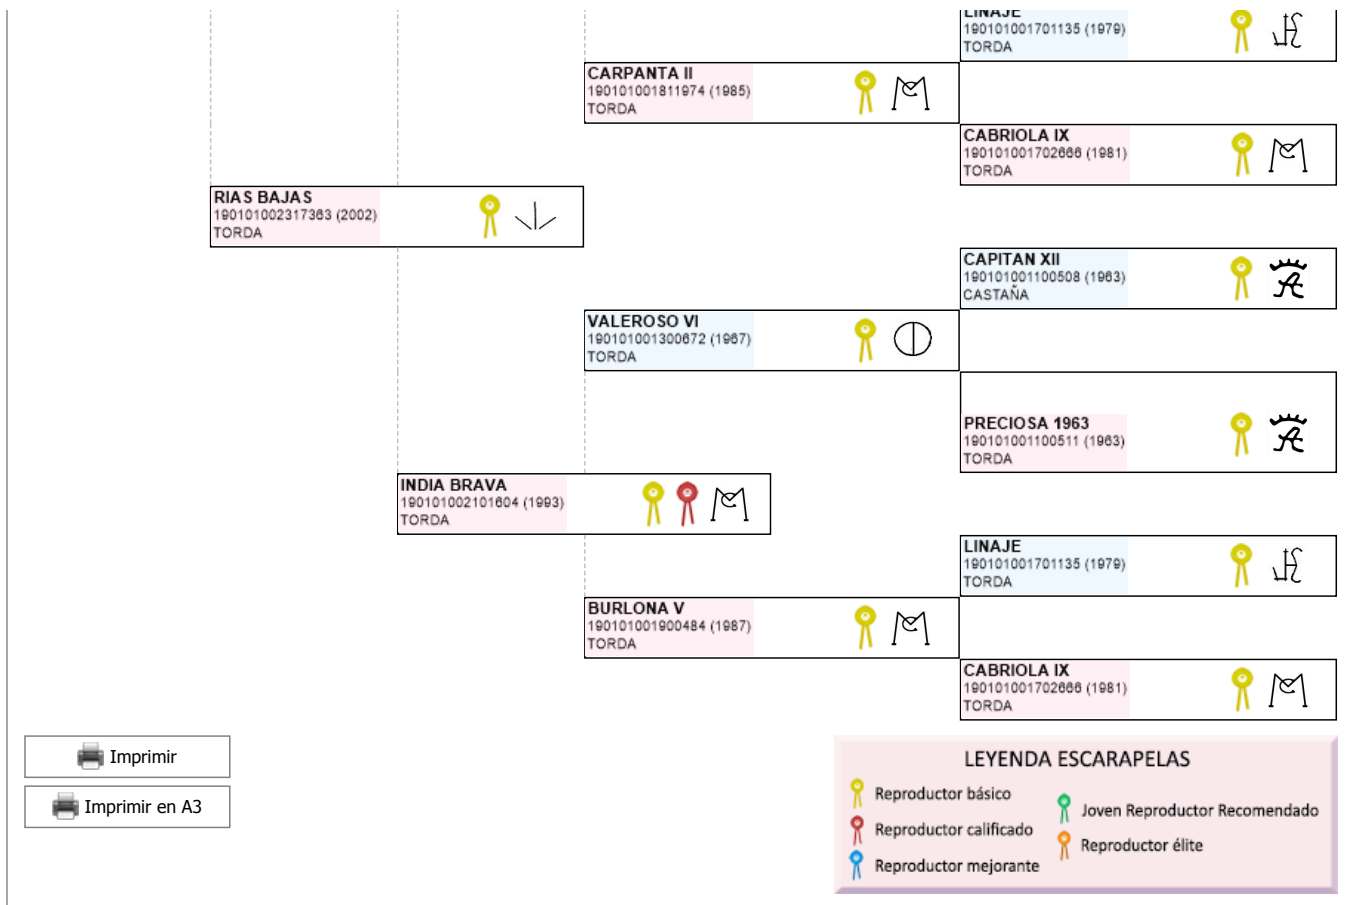 LINAJE
190101001701135 (1979)
TORDA
CARPANTA II
190101001811974 (1985)
TORDA
CABRIOLA IX
190101001702666 (1981)
TORDA
RIAS BAJAS
190101002317363 (2002)
TORDA
CAPITAN XII
190101001100508 (1963)
CASTAÑA
VALEROSO VI
190101001300672 (1967)
TORDA
PRECIOSA 1963
190101001100511 (1963)
TORDA
INDIA BRAVA
190101002101604 (1993)
TORDA
LINAJE
190101001701135 (1979)
TORDA
BURLONA V
190101001900484 (1987)
TORDA
CABRIOLA IX
190101001702666 (1981)
TORDA
Imprimir
Imprimir en A3
LEYENDA ESCARAPELAS
Reproductor básico
Reproductor calificado
Reproductor mejorante
Joven Reproductor Recomendado
Reproductor élite